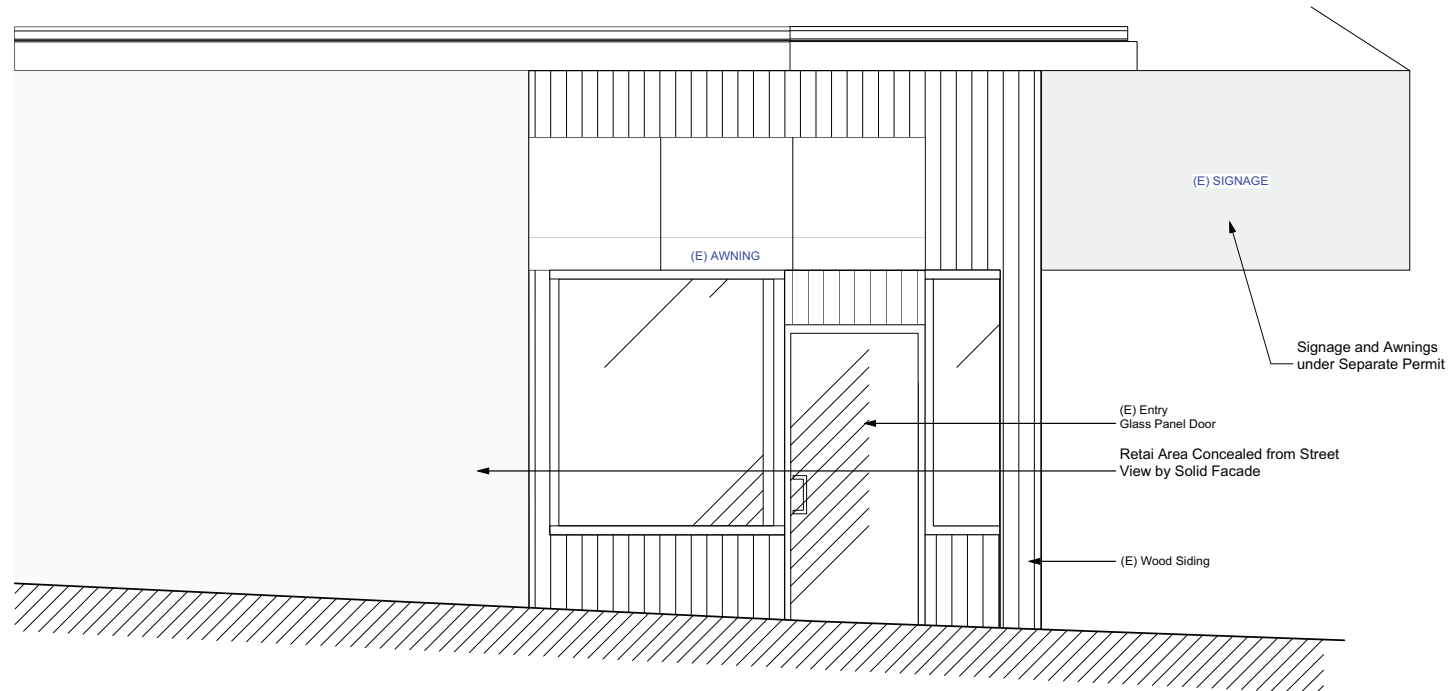 (E) SIGNAGE
(E) AWNING
Signage and Awnings
under Separate Permit
(E) Entry
Glass Panel Door
Retai Area Concealed from Street
View by Solid Facade
(E) Wood Siding